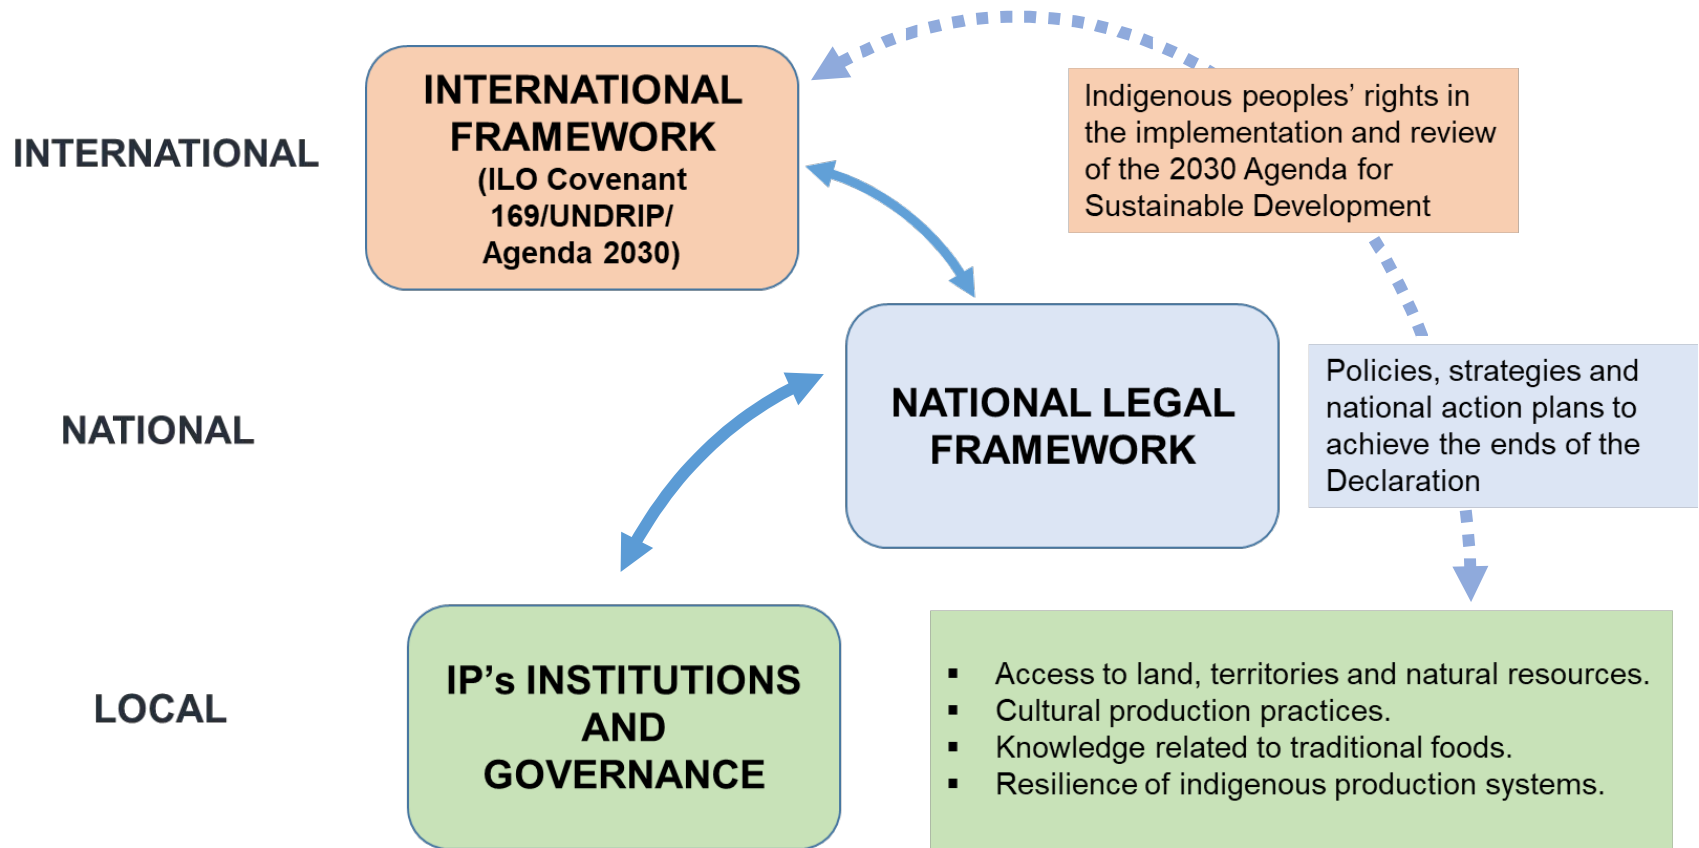 INTERNATIONAL
INTERNATIONAL
FRAMEWORK
(ILO Covenant
169/UNDRIP/
Agenda 2030)
Indigenous peoples’ rights in
the implementation and review
of the 2030 Agenda for
Sustainable Development
NATIONAL
NATIONAL LEGAL
FRAMEWORK
Policies, strategies and
national action plans to
achieve the ends of the
Declaration
LOCAL
IP’s INSTITUTIONS
AND
GOVERNANCE
▪ Access to land, territories and natural resources.
▪ Cultural production practices.
▪ Knowledge related to traditional foods.
▪ Resilience of indigenous production systems.